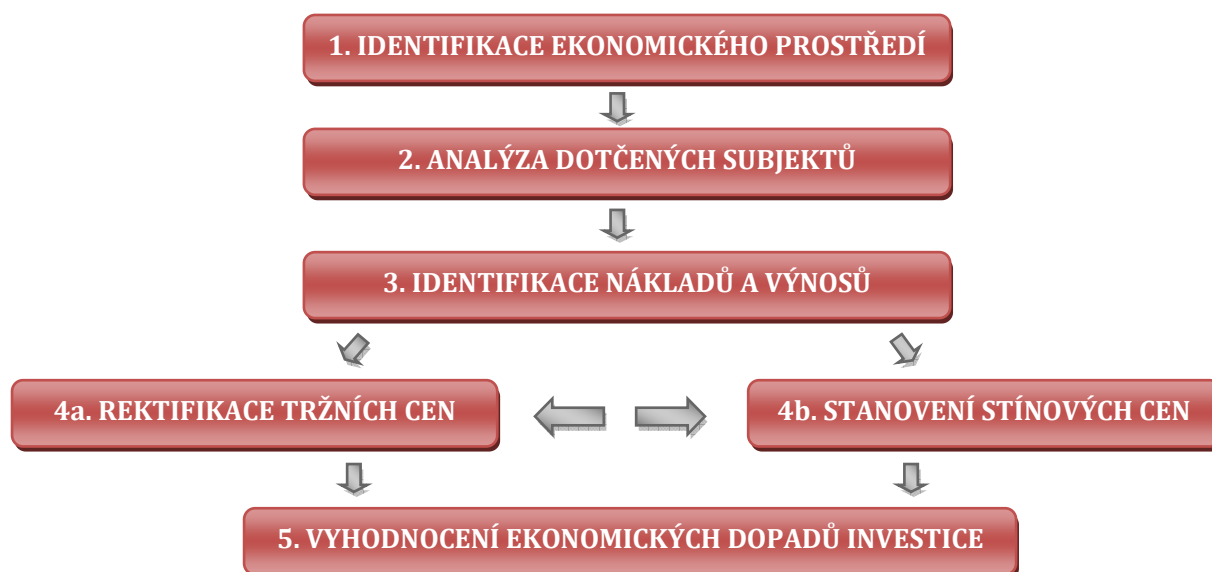 1. IDENTIFIKACE EKONOMICKÉHO PROSTŘEDÍ
2. ANALÝZA DOTČENÝCH SUBJEKTŮ
3. IDENTIFIKACE NÁKLADŮ A VÝNOSŮ
4a. REKTIFIKACE TRŽNÍCH CEN
4b. STANOVENÍ STÍNOVÝCH CEN
5. VYHODNOCENÍ EKONOMICKÝCH DOPADŮ INVESTICE